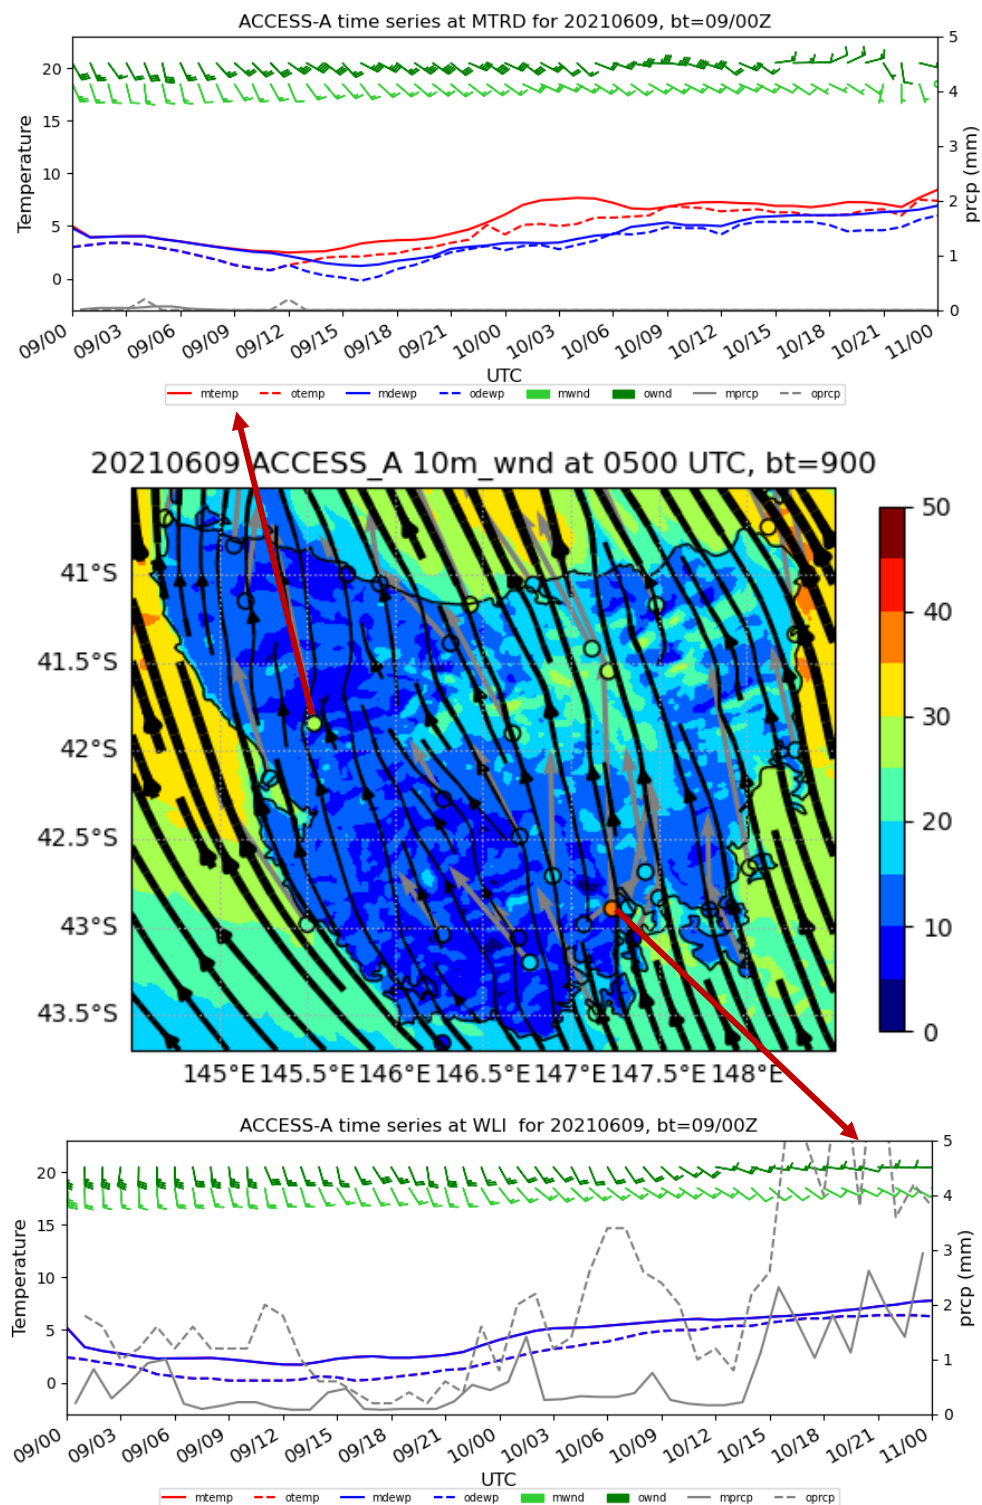 ACCESS-A time series at MTRD for 20210609, bt=09/00Z
20
15
10
5
0
Temperature
5
4
3
2
1
0
prcp (mm)
09/00 09/03 09/06 09/09 09/12 09/15 09/18 09/21 10/00 10/03 10/06 10/09 10/12 10/15 10/18 10/21 11/00
UTC
mtemp otemp mdewp odewp mwnd ownd mprcp oprcp
20210609 ACCESS_A 10m_wnd at 0500 UTC, bt=900
41°S
41.5°S
42°S
42.5°S
43°S
43.5°S
50
40
30
20
10
0
145°E 145.5°E 146°E 146.5°E 147°E 147.5°E 148°E
ACCESS-A time series at WLI for 20210609, bt=09/00Z
20
15
10
5
0
Temperature
5
4
3
2
1
0
prcp (mm)
09/00 09/03 09/06 09/09 09/12 09/15 09/18 09/21 10/00 10/03 10/06 10/09 10/12 10/15 10/18 10/21 11/00
UTC
mtemp otemp mdewp odewp mwnd ownd mprcp oprcp